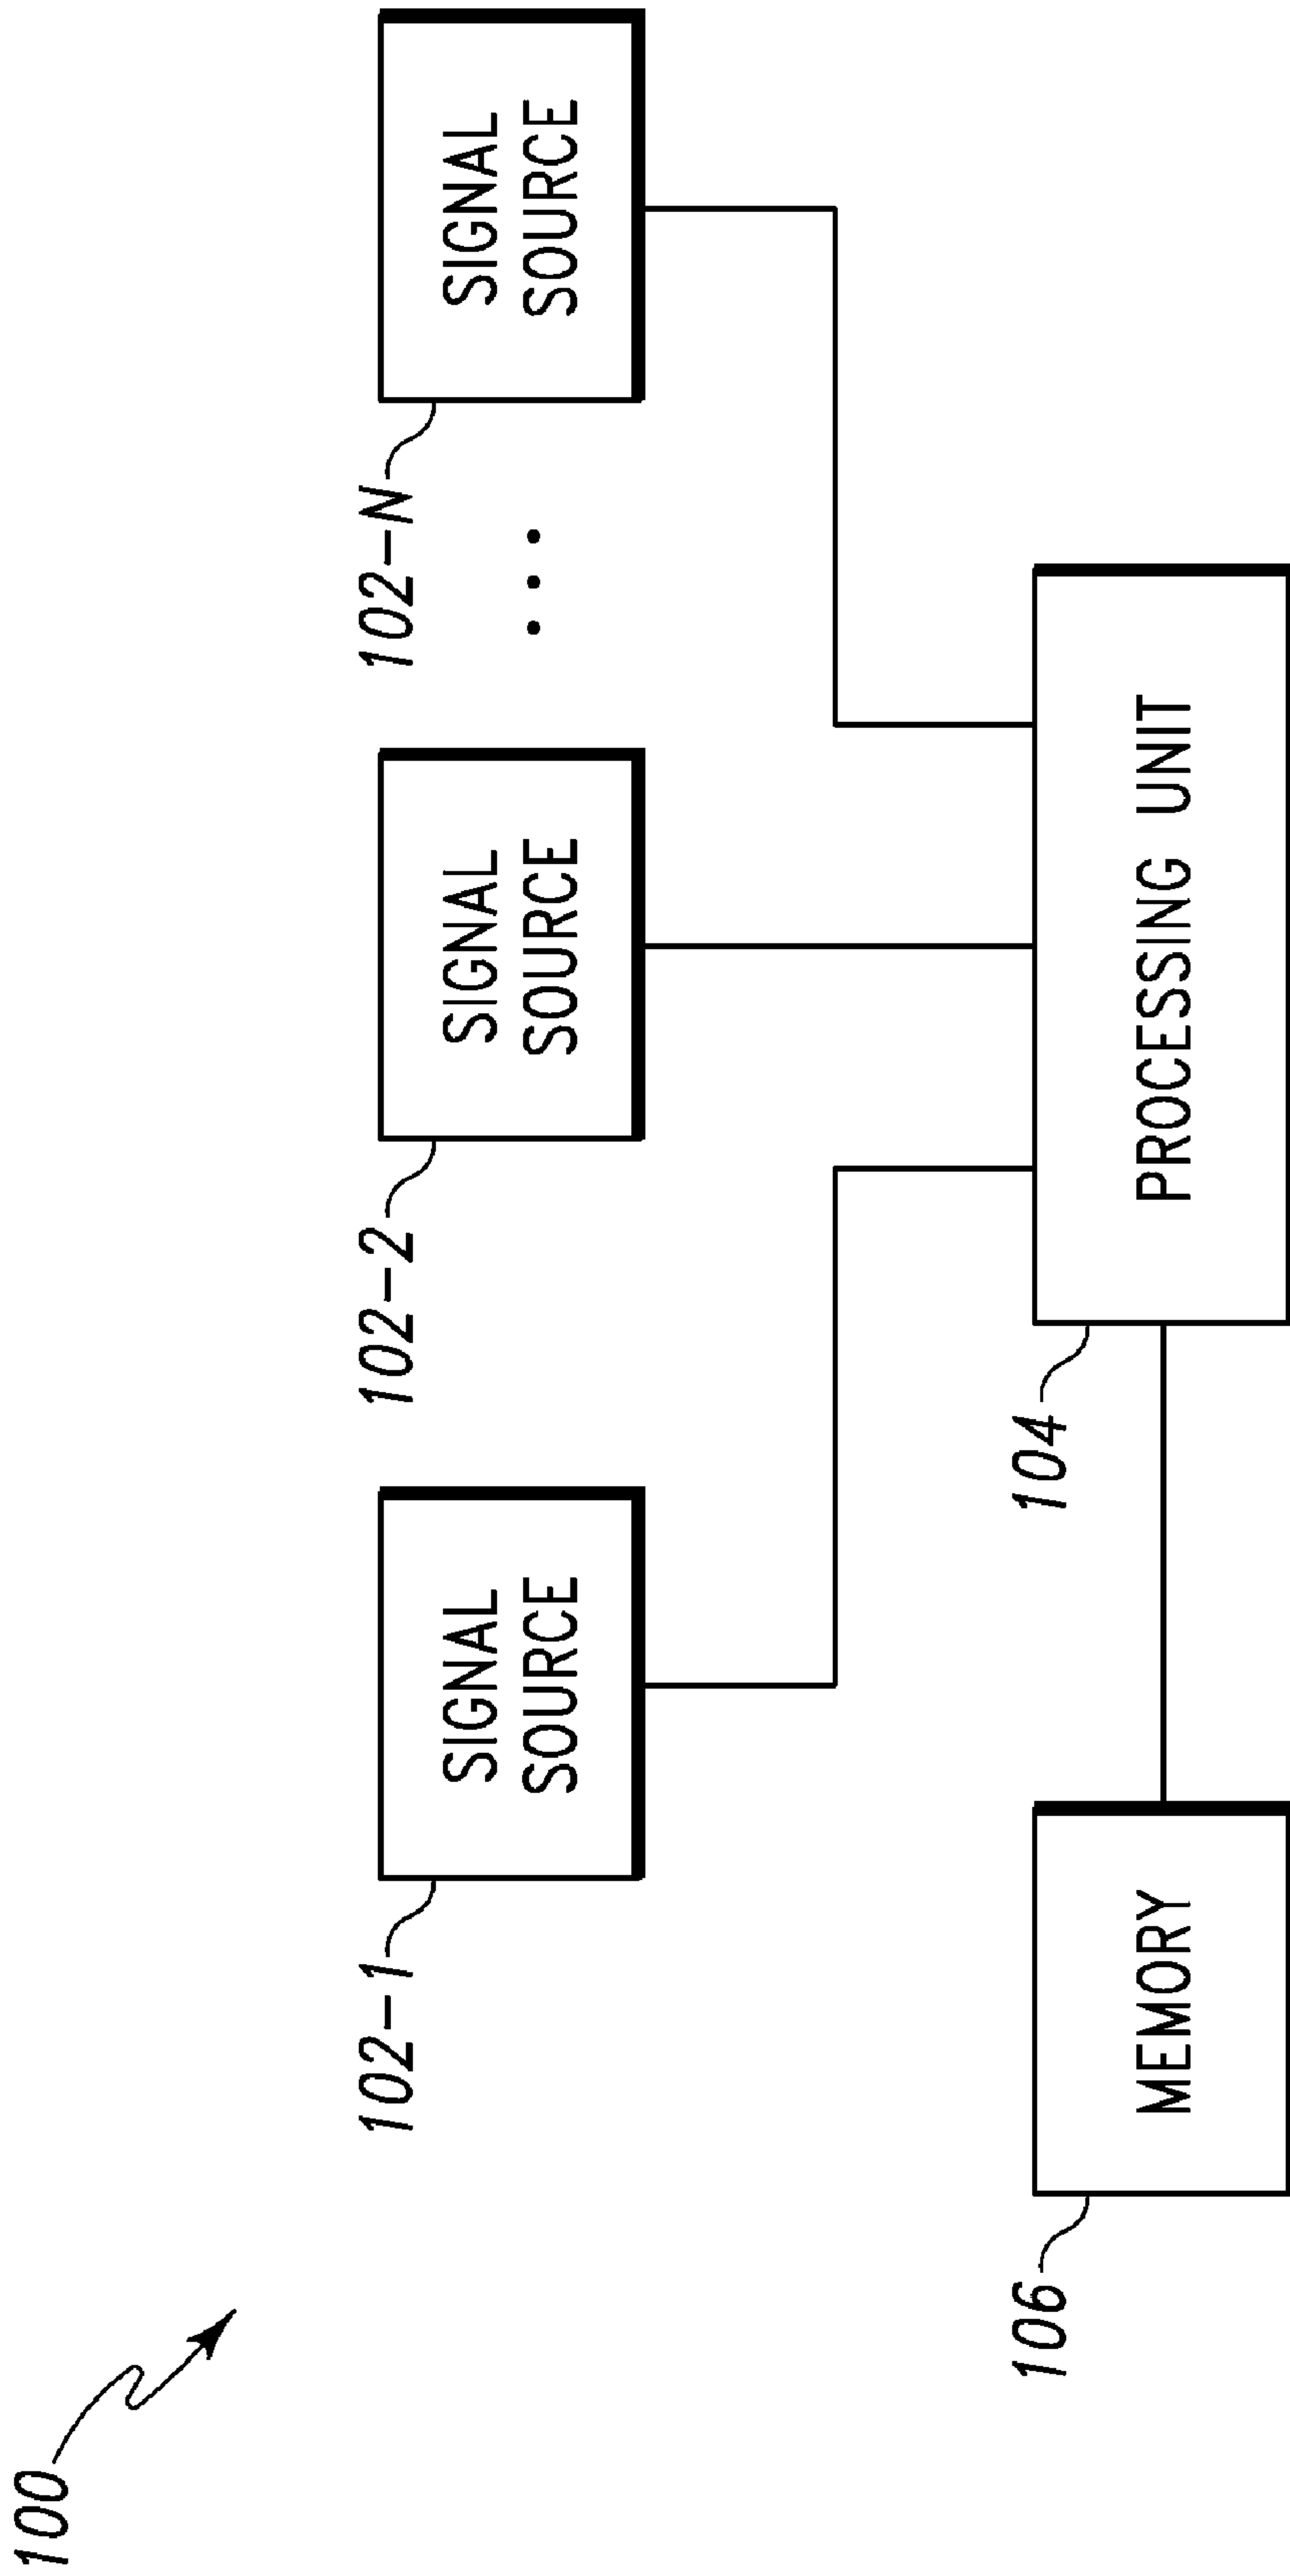 100
102-1
SIGNAL
SOURCE
102-2
SIGNAL
SOURCE
102-N
SIGNAL
SOURCE
106
MEMORY
104
PROCESSING UNIT